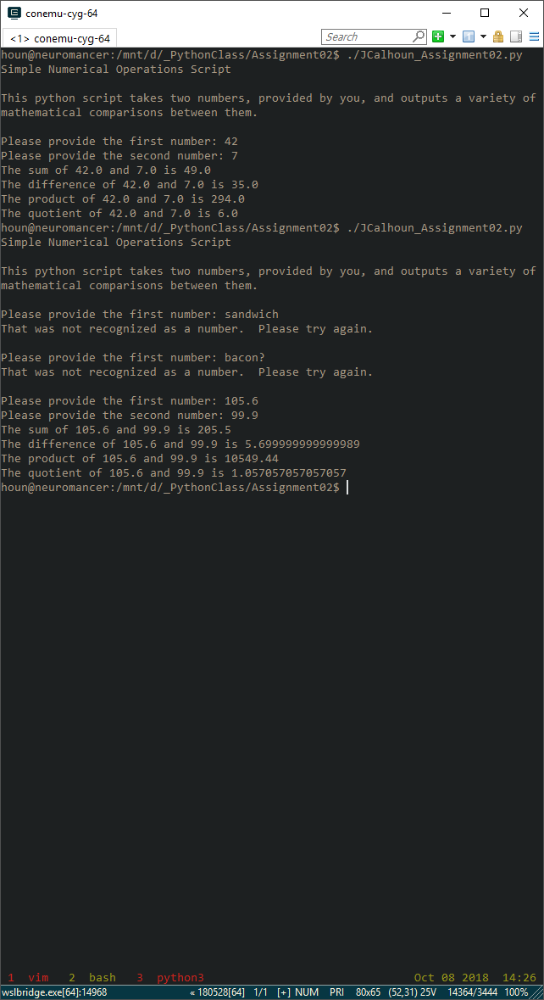 conemu-cyg-64
<1> conemu-cyg-64
Search
houn@neuromancer:/mnt/d/_PythonClass/Assignment02$ ./JCalhoun_Assignment02.py
Simple Numerical Operations Script
This python script takes two numbers, provided by you, and outputs a variety of
mathematical comparisons between them.
Please provide the first number: 42
Please provide the second number: 7
The sum of 42.0 and 7.0 is 49.0
The difference of 42.0 and 7.0 is 35.0
The product of 42.0 and 7.0 is 294.0
The quotient of 42.0 and 7.0 is 6.0
houn@neuromancer:/mnt/d/_PythonClass/Assignment02$ ./JCalhoun_Assignment02.py
Simple Numerical Operations Script
This python script takes two numbers, provided by you, and outputs a variety of
mathematical comparisons between them.
Please provide the first number: sandwich
That was not recognized as a number.  Please try again.
Please provide the first number: bacon?
That was not recognized as a number.  Please try again.
Please provide the first number: 105.6
Please provide the second number: 99.9
The sum of 105.6 and 99.9 is 205.5
The difference of 105.6 and 99.9 is 5.699999999999989
The product of 105.6 and 99.9 is 10549.44
The quotient of 105.6 and 99.9 is 1.057057057057057
houn@neuromancer:/mnt/d/_PythonClass/Assignment02$
1 vim 2 bash 3 python3 Oct 08 2018 14:26
wslbridge.exe[64]:14968 « 180528[64] 1/1 [+] NUM PRI 80x65 (52,31) 25V 14364/3444 100%